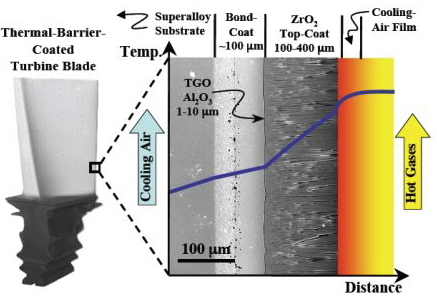 Thermal-Barrier-
Coated
Turbine Blade
Superalloy
Substrate
Bond-
Coat
~100 μm
ZrO2
Top-Coat
100-400 μm
Cooling-
Air Film
Temp.
TGO
Al2O3
1-10 μm
Cooling Air
Hot Gases
100 μm
Distance